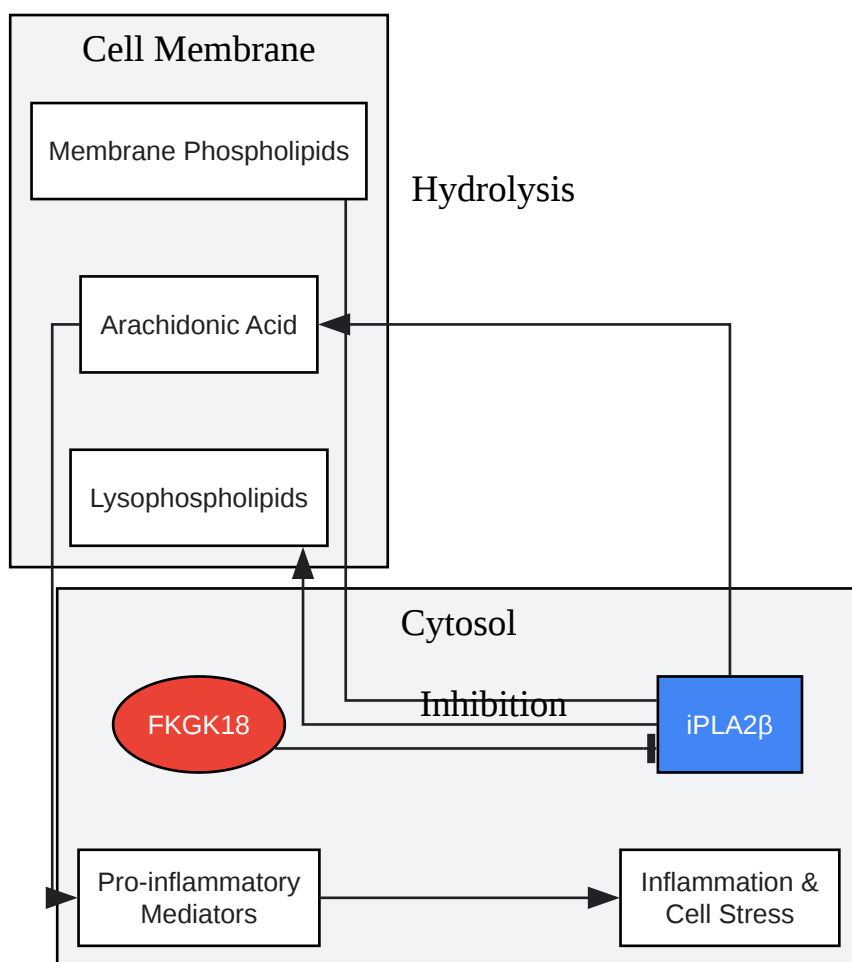 Cell Membrane
Membrane Phospholipids
Hydrolysis
Arachidonic Acid
Lysophospholipids
Cytosol
Inhibition
FKGK18
iPLA2β
Pro-inflammatory
Mediators
Inflammation &
Cell Stress